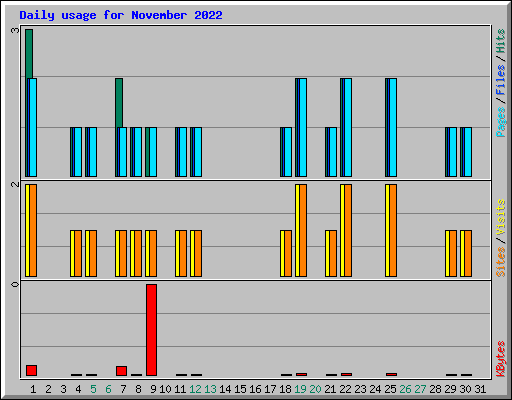 Daily usage for November 2022
3
Pages / Files / Hits
2
Sites / Visits
0
KBytes
1 2 3 4 5 6 7 8 9 10 11 12 13 14 15 16 17 18 19 20 21 22 23 24 25 26 27 28 29 30 31